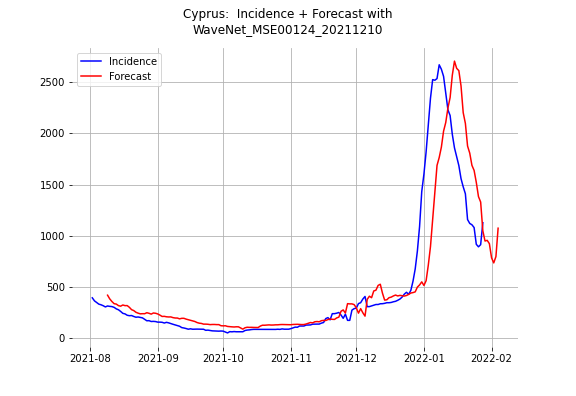 Cyprus:  Incidence + Forecast with
WaveNet_MSE00124_20211210
Incidence
Forecast
2500
2000
1500
1000
500
0
2021-08 2021-09 2021-10 2021-11 2021-12 2022-01 2022-02